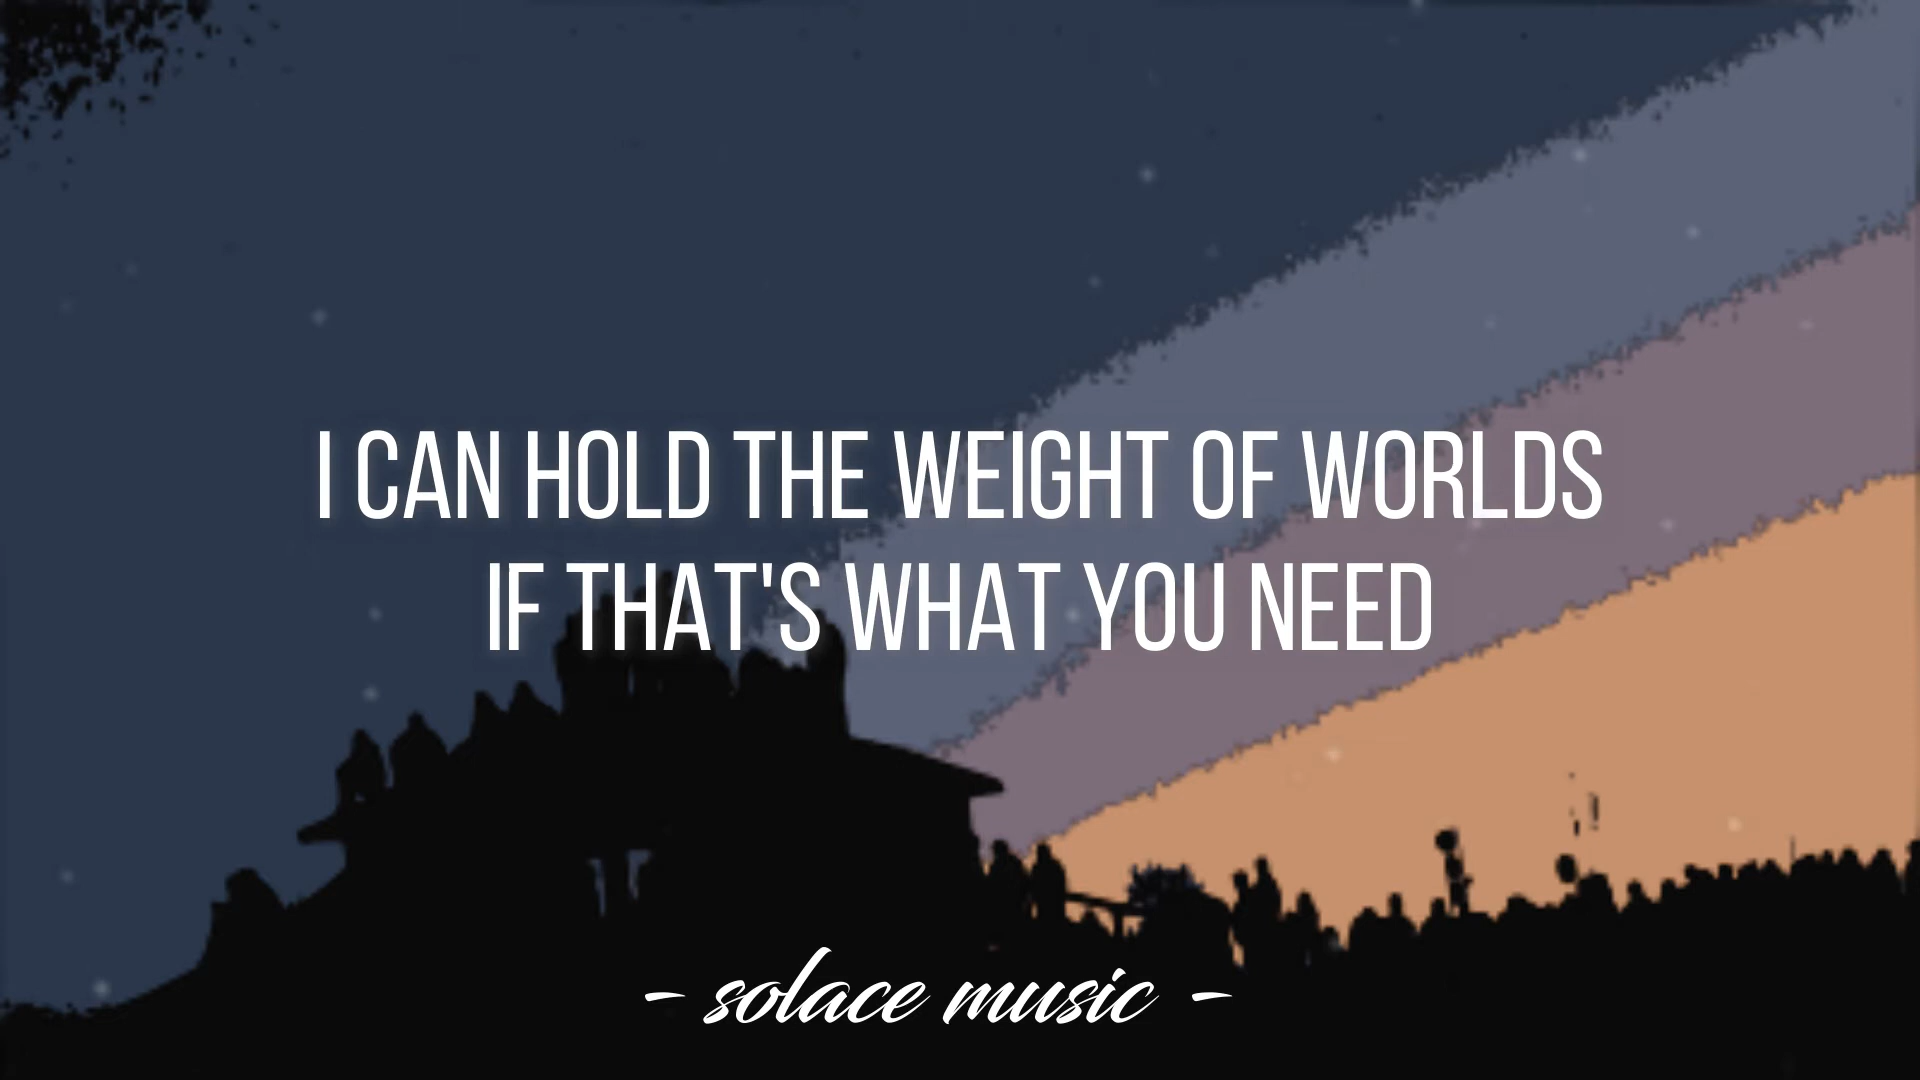 I CAN HOLD THE WEIGHT OF WORLDS
IF THAT'S WHAT YOU NEED
- solace music -